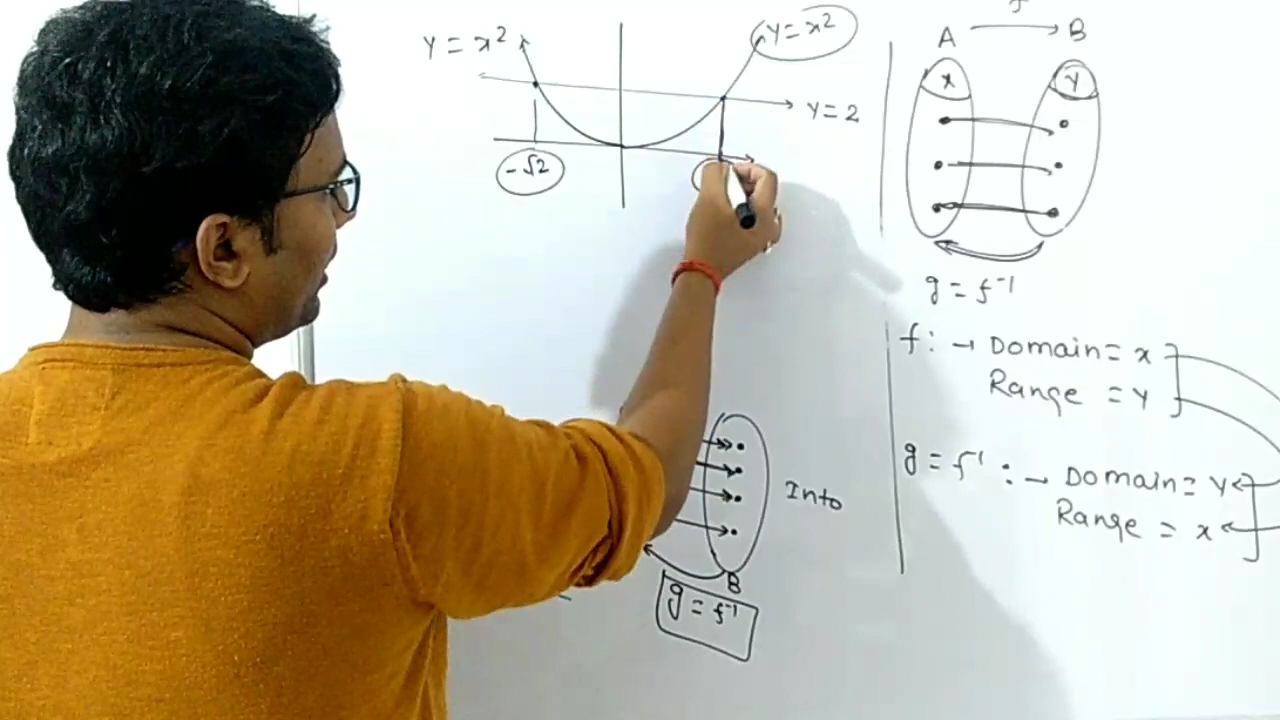 y = x²
y = x²
y = 2
-√2
Into
B
g = f⁻¹
f
A B
x y
g = f⁻¹
f: → Domain = x
Range = y
g = f⁻¹ : → Domain = y
Range = x